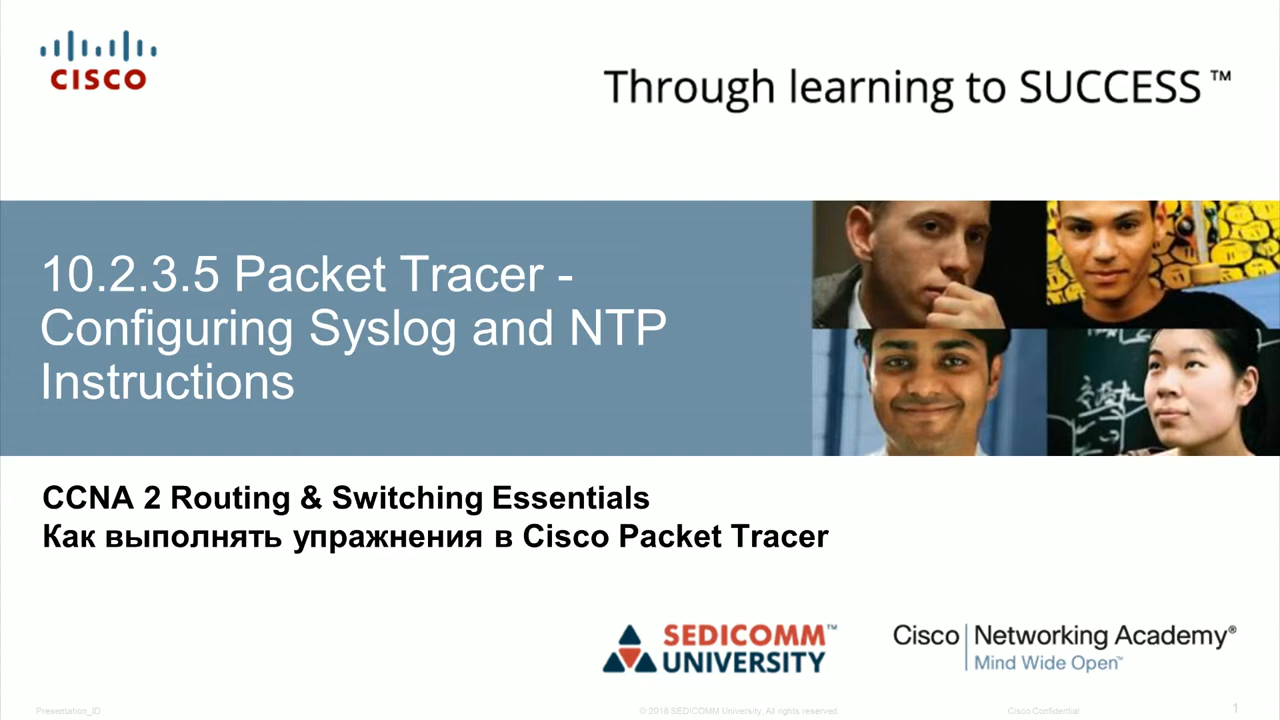 CISCO
Through learning to SUCCESS™
10.2.3.5 Packet Tracer -
Configuring Syslog and NTP
Instructions
CCNA 2 Routing & Switching Essentials
Как выполнять упражнения в Cisco Packet Tracer
SEDICOMM™
UNIVERSITY
Cisco Networking Academy®
Mind Wide Open™
Presentation_ID
© 2018 SEDICOMM University. All rights reserved.
Cisco Confidential
1